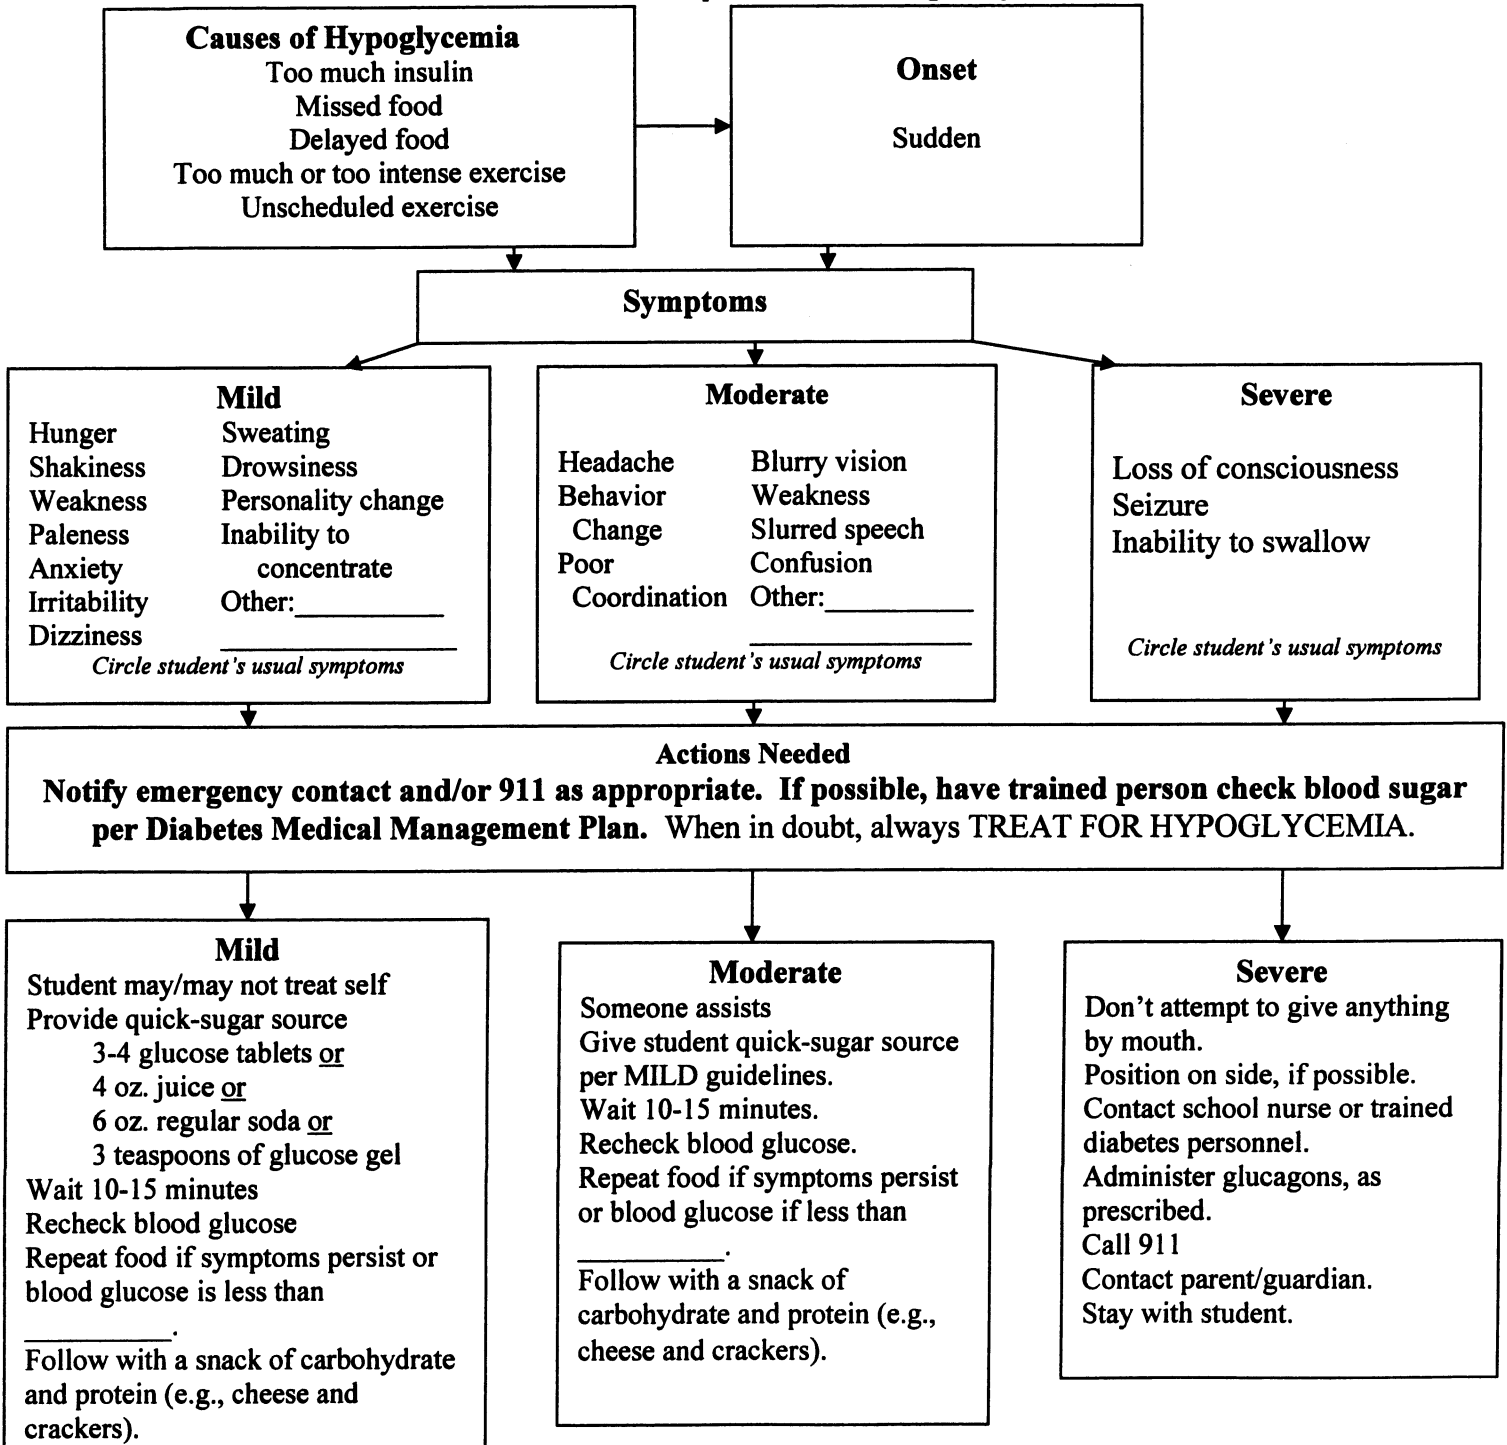 Causes of Hypoglycemia
Too much insulin
Missed food
Delayed food
Too much or too intense exercise
Unscheduled exercise
Onset
Sudden
Symptoms
Mild
Hunger Sweating
Shakiness Drowsiness
Weakness Personality change
Paleness Inability to
Anxiety concentrate
Irritability Other:__________
Dizziness ________________
Circle student's usual symptoms
Moderate
Headache Blurry vision
Behavior Weakness
Change Slurred speech
Poor Confusion
Coordination Other:__________
_______________
Circle student's usual symptoms
Severe
Loss of consciousness
Seizure
Inability to swallow
Circle student's usual symptoms
Actions Needed
Notify emergency contact and/or 911 as appropriate. If possible, have trained person check blood sugar
per Diabetes Medical Management Plan. When in doubt, always TREAT FOR HYPOGLYCEMIA.
Mild
Student may/may not treat self
Provide quick-sugar source
3-4 glucose tablets or
4 oz. juice or
6 oz. regular soda or
3 teaspoons of glucose gel
Wait 10-15 minutes
Recheck blood glucose
Repeat food if symptoms persist or
blood glucose is less than
__________.
Follow with a snack of carbohydrate
and protein (e.g., cheese and
crackers).
Moderate
Someone assists
Give student quick-sugar source
per MILD guidelines.
Wait 10-15 minutes.
Recheck blood glucose.
Repeat food if symptoms persist
or blood glucose if less than
__________.
Follow with a snack of
carbohydrate and protein (e.g.,
cheese and crackers).
Severe
Don't attempt to give anything
by mouth.
Position on side, if possible.
Contact school nurse or trained
diabetes personnel.
Administer glucagons, as
prescribed.
Call 911
Contact parent/guardian.
Stay with student.